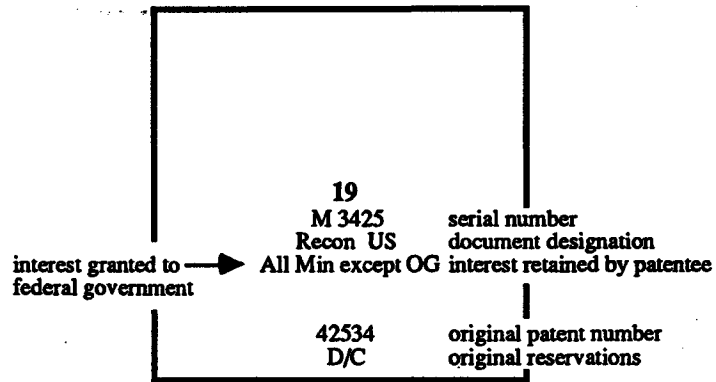 19
M 3425 serial number
Recon US document designation
interest granted to All Min except OG interest retained by patentee
federal government
42534 original patent number
D/C original reservations